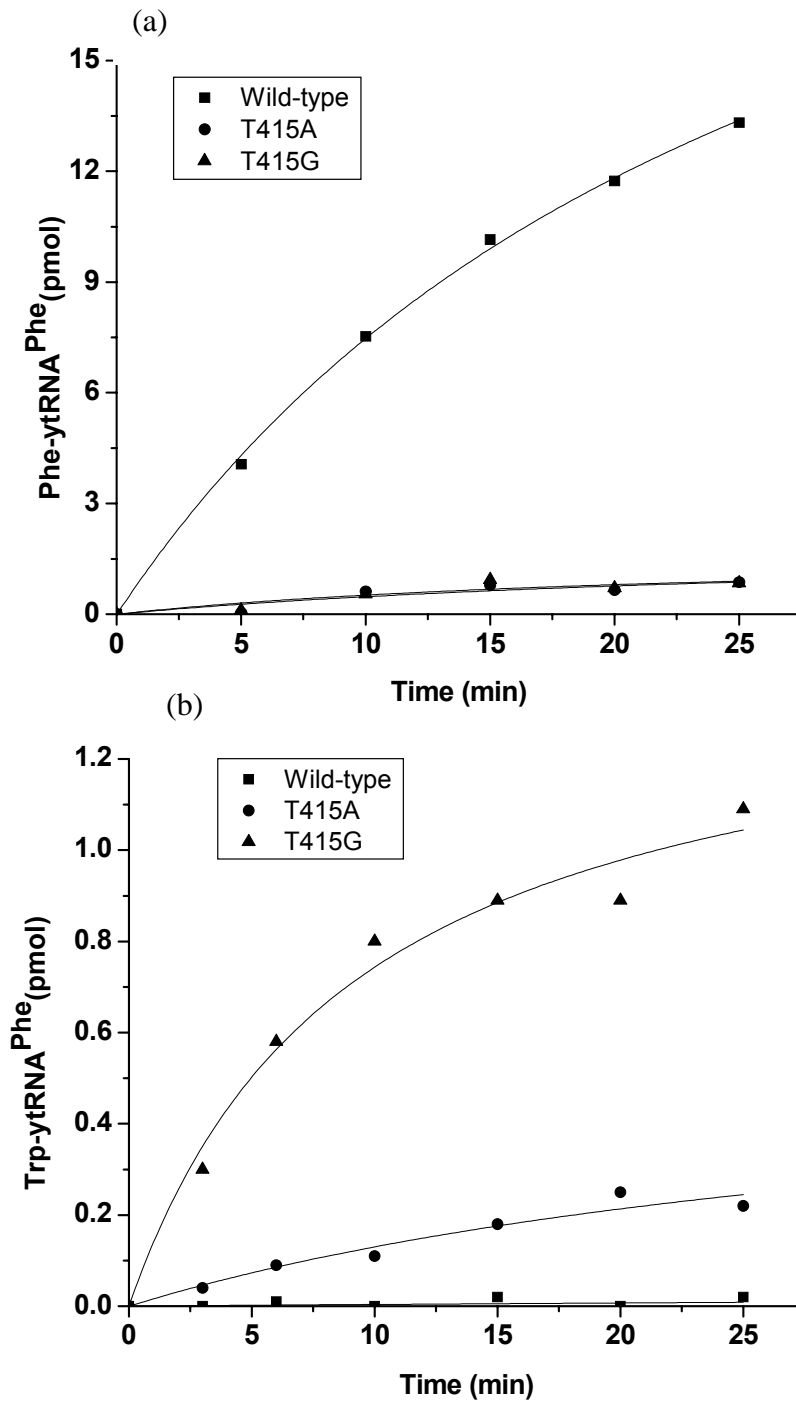 (a)
15
12
9
6
3
0
Phe-ytRNA^Phe (pmol)
Wild-type
T415A
T415G
0 5 10 15 20 25
Time (min)
(b)
1.2
1.0
0.8
0.6
0.4
0.2
0.0
Trp-ytRNA^Phe (pmol)
Wild-type
T415A
T415G
0 5 10 15 20 25
Time (min)